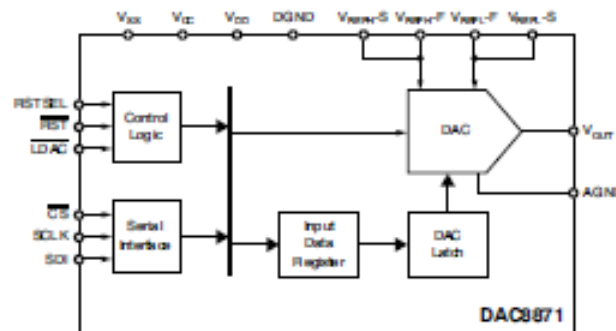 VSS VCC VDD DGND VREFH-S VREFH-F VREFL-F VREFL-S
RSTSEL
RST
LDAC
Control
Logic
DAC
VOUT
AGND
CS
SCLK
SDI
Serial
Interface
Input
Data
Register
DAC
Latch
DAC8871